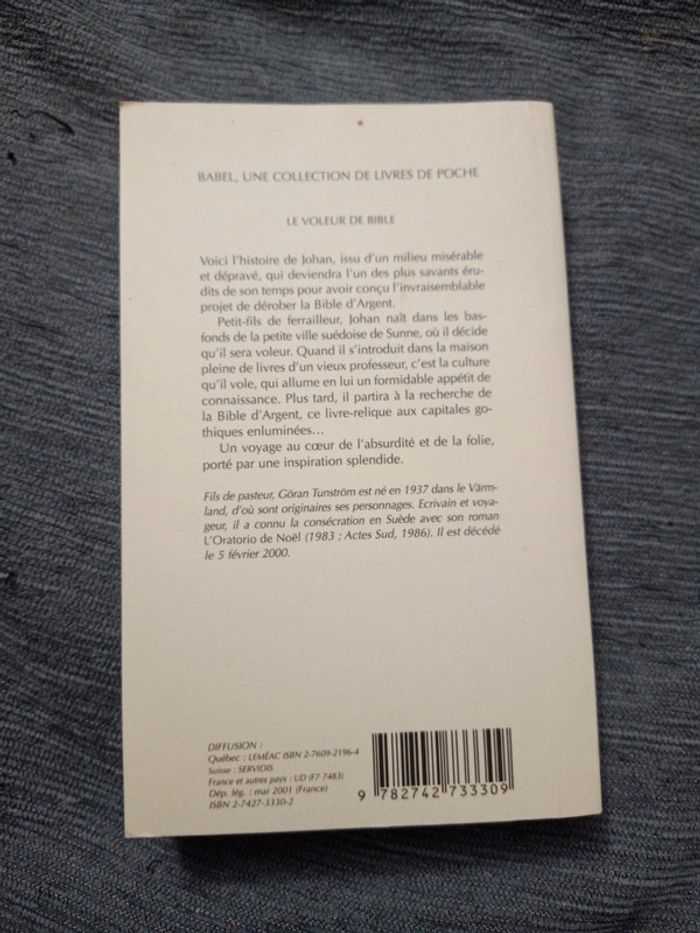 BABEL, UNE COLLECTION DE LIVRES DE POCHE
LE VOLEUR DE BIBLE
Voici l'histoire de Johan, issu d'un milieu misérable
et dépravé, qui deviendra l'un des plus savants éru-
dits de son temps pour avoir conçu l'invraisemblable
projet de dérober la Bible d'Argent.
Petit-fils de ferrailleur, Johan naît dans les bas-
fonds de la petite ville suédoise de Sunne, où il décide
qu'il sera voleur. Quand il s'introduit dans la maison
pleine de livres d'un vieux professeur, c'est la culture
qu'il vole, qui allume en lui un formidable appétit de
connaissance. Plus tard, il partira à la recherche de
la Bible d'Argent, ce livre-relique aux capitales go-
thiques enluminées…
Un voyage au cœur de l'absurdité et de la folie,
porté par une inspiration splendide.
Fils de pasteur, Göran Tunström est né en 1937 dans le Värm-
land, d'où sont originaires ses personnages. Ecrivain et voya-
geur, il a connu la consécration en Suède avec son roman
L'Oratorio de Noël (1983 ; Actes Sud, 1986). Il est décédé
le 5 février 2000.
DIFFUSION :
Québec : LEMÉAC ISBN 2-7609-2196-4
Suisse : SERVIDIS
France et autres pays : UD (F7 7483)
Dép. lég. : mai 2001 (France)
ISBN 2-7427-3330-2
9 782742 733309